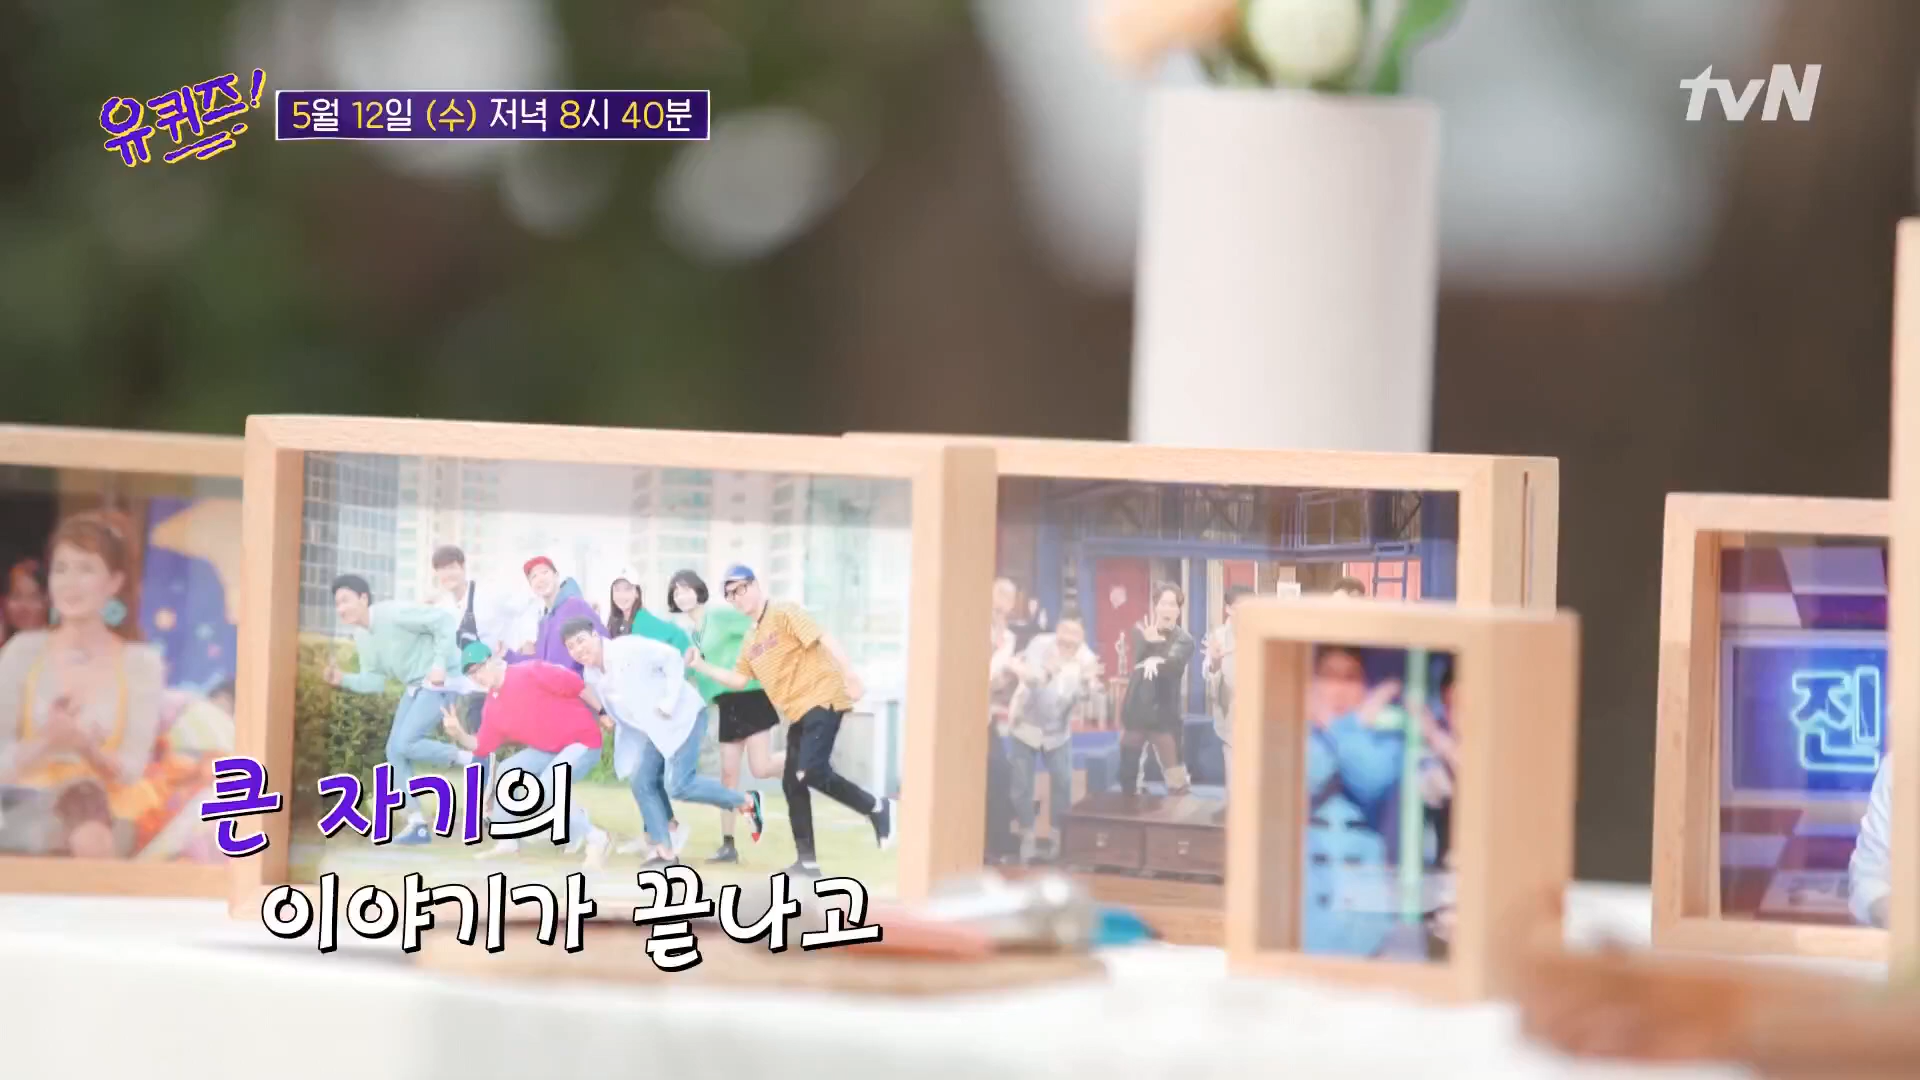 유퀴즈!
5월 12일 (수) 저녁 8시 40분
tvN
전
큰 자기의
이야기가 끝나고